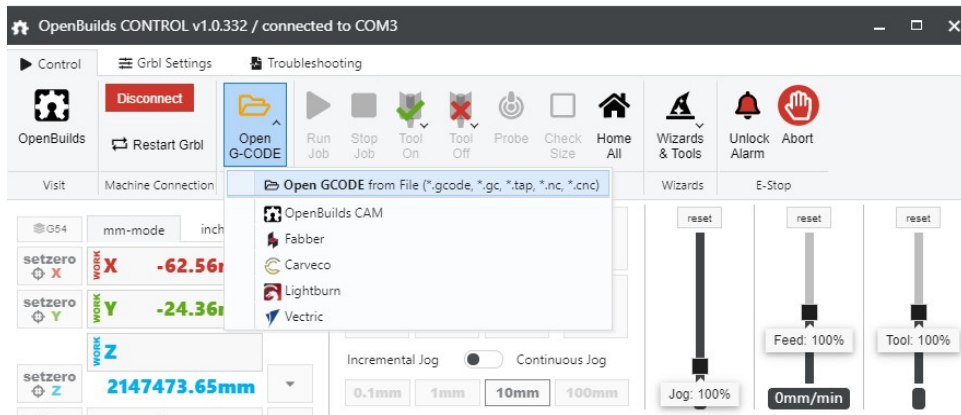 OpenBuilds CONTROL v1.0.332 / connected to COM3
Control Grbl Settings Troubleshooting
OpenBuilds
Disconnect
Restart Grbl
Open
G-CODE
Run
Job
Stop
Job
Tool
On
Tool
Off
Probe
Check
Size
Home
All
Wizards
& Tools
Unlock
Alarm
Abort
Visit
Machine Connection
Wizards
E-Stop
Open GCODE from File (*.gcode, *.gc, *.tap, *.nc, *.cnc)
OpenBuilds CAM
Fabber
Carveco
Lightburn
Vectric
G54
mm-mode
inch
setzero
X
WORK
X -62.56
setzero
Y
WORK
Y -24.36
WORK
Z
setzero
Z
2147473.65mm
Incremental Jog
Continuous Jog
0.1mm
1mm
10mm
100mm
reset
Jog: 100%
reset
Feed: 100%
0mm/min
reset
Tool: 100%